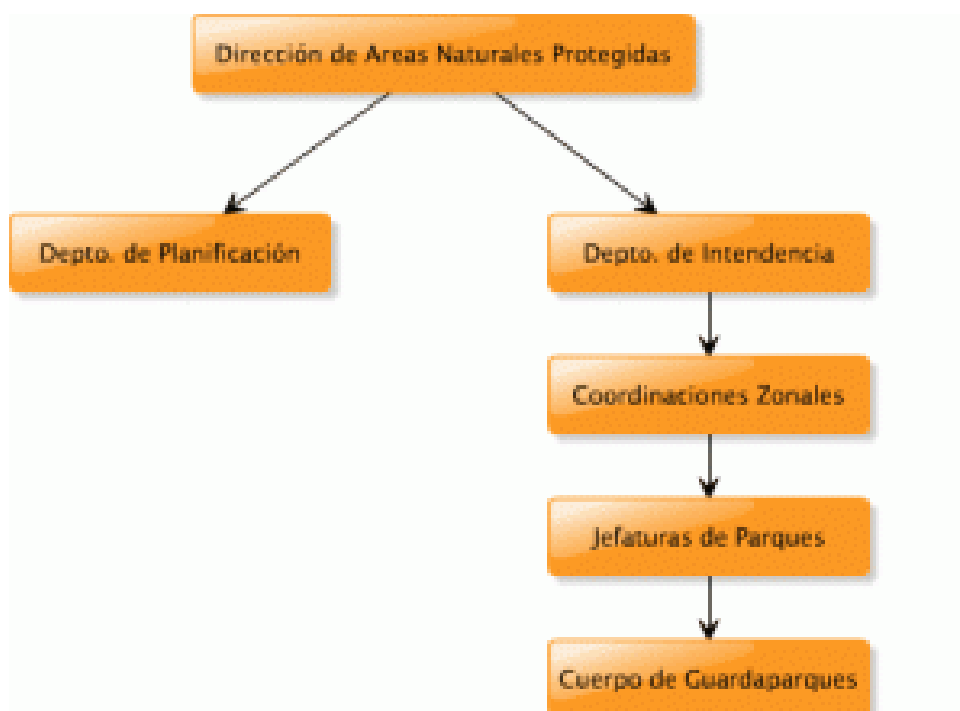 Dirección de Areas Naturales Protegidas
Depto. de Planificación
Depto. de Intendencia
Coordinaciones Zonales
Jefaturas de Parques
Cuerpo de Guardaparques